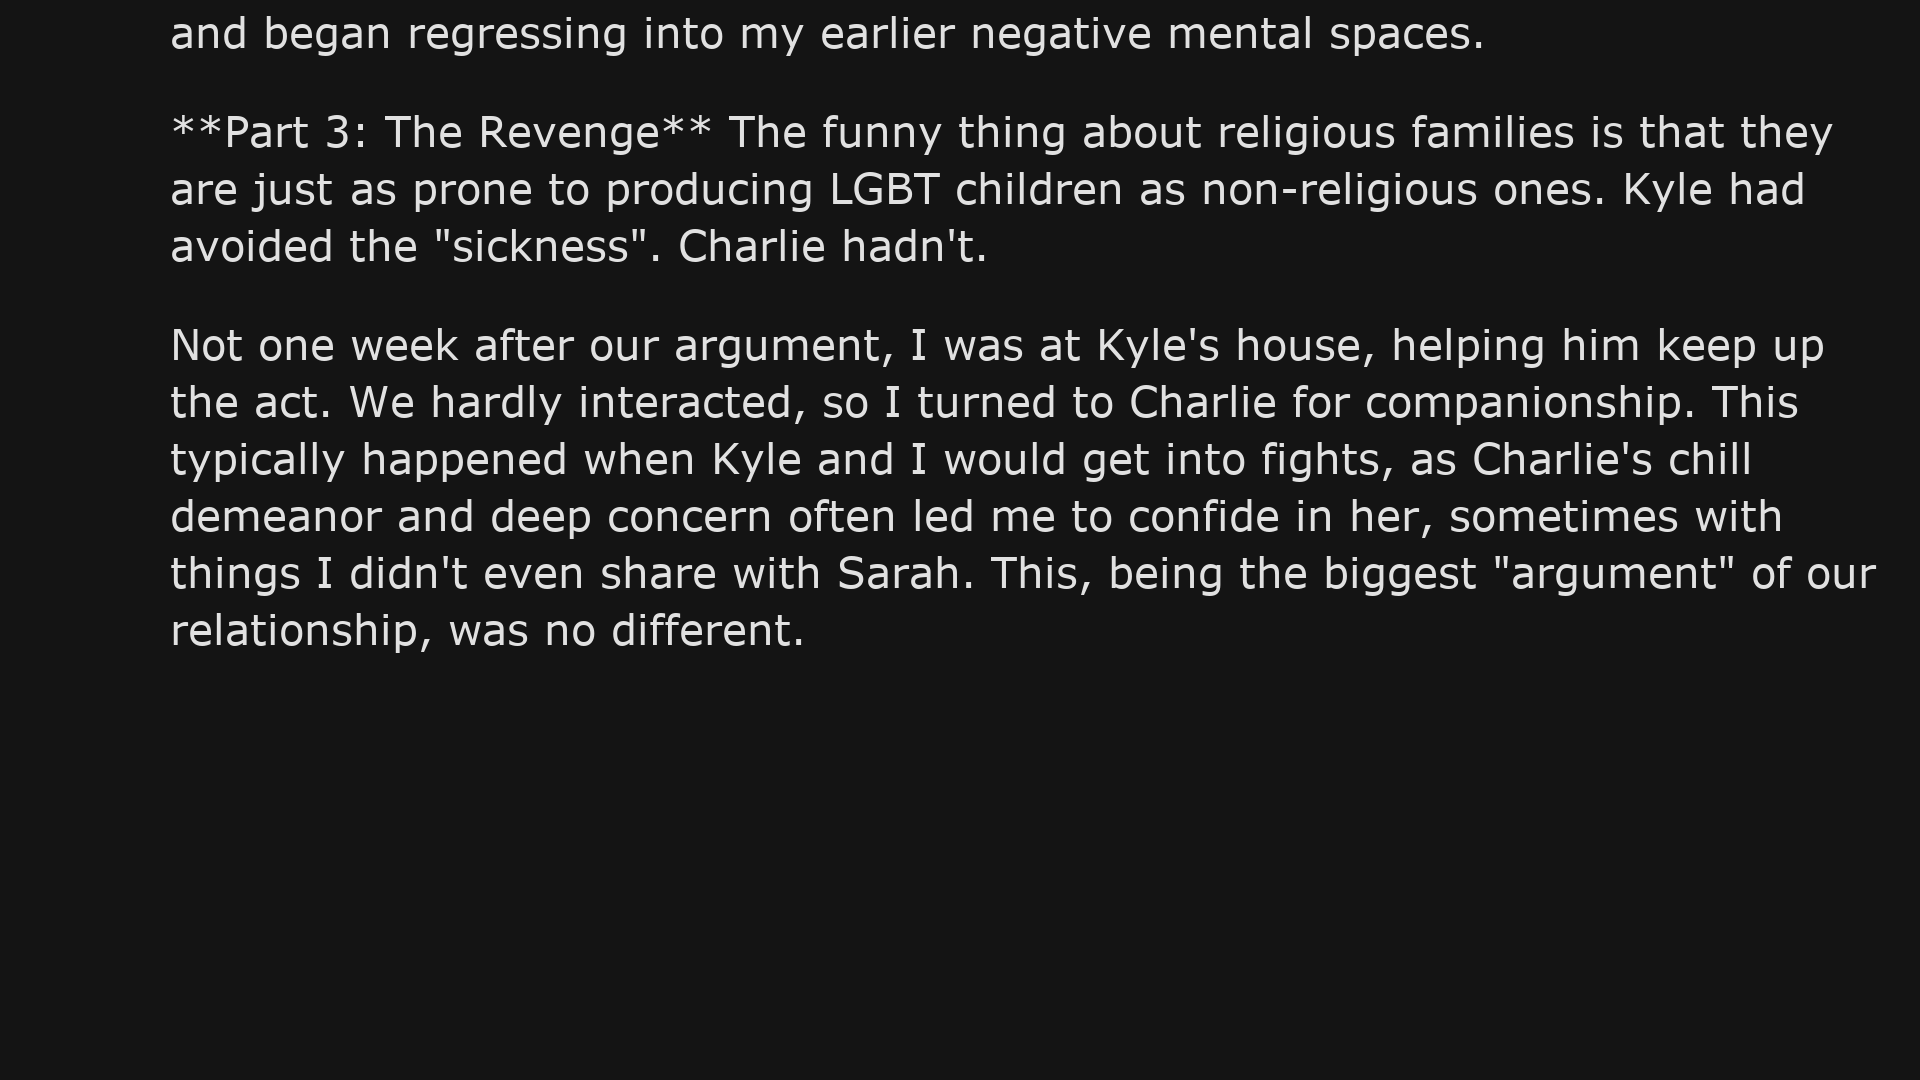 and began regressing into my earlier negative mental spaces.
**Part 3: The Revenge** The funny thing about religious families is that they
are just as prone to producing LGBT children as non-religious ones. Kyle had
avoided the "sickness". Charlie hadn't.
Not one week after our argument, I was at Kyle's house, helping him keep up
the act. We hardly interacted, so I turned to Charlie for companionship. This
typically happened when Kyle and I would get into fights, as Charlie's chill
demeanor and deep concern often led me to confide in her, sometimes with
things I didn't even share with Sarah. This, being the biggest "argument" of our
relationship, was no different.